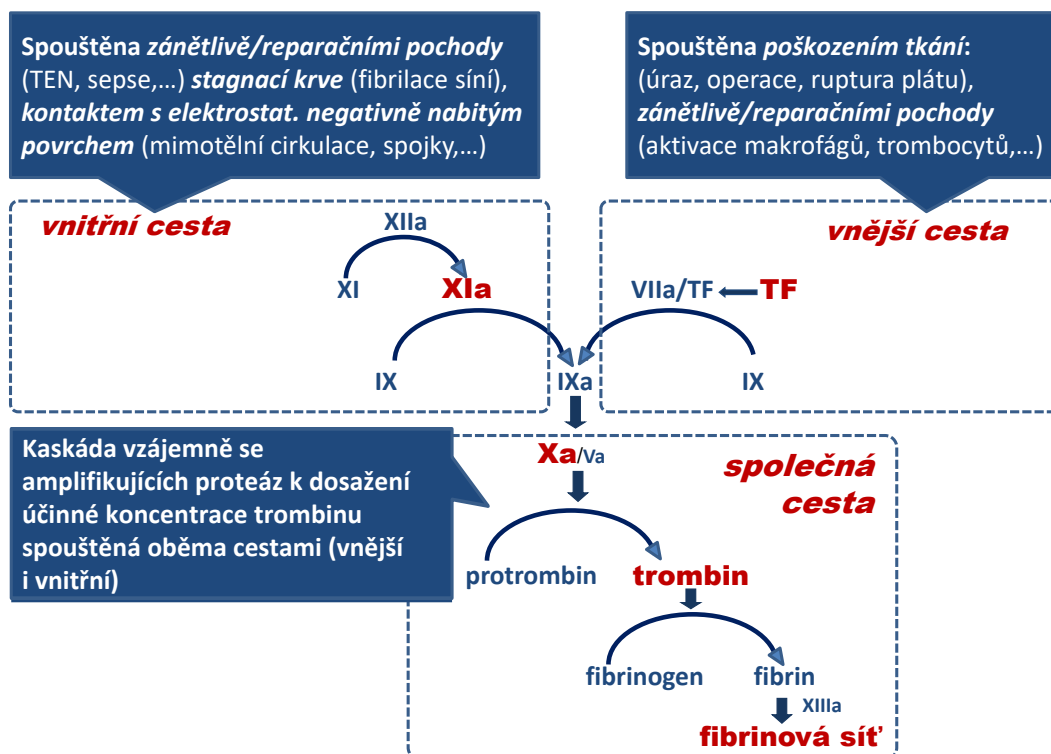 Spouštěna zánětlivě/reparačními pochody
(TEN, sepse,...) stagnací krve (fibrilace síní),
kontaktem s elektrostat. negativně nabitým
povrchem (mimotělní cirkulace, spojky,...)
Spouštěna poškozením tkání:
(úraz, operace, ruptura plátu),
zánětlivě/reparačními pochody
(aktivace makrofágů, trombocytů,...)
vnitřní cesta
XIIa
XI
XIa
IX
vnější cesta
VIIa/TF
TF
IXa
IX
Kaskáda vzájemně se
amplifikujících proteáz k dosažení
účinné koncentrace trombinu
spouštěná oběma cestami (vnější
i vnitřní)
Xa/Va
společná
cesta
protrombin
trombin
fibrinogen
fibrin
XIIIa
fibrinová síť